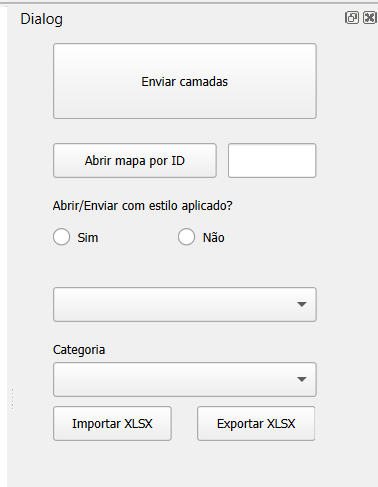 Dialog
Enviar camadas
Abrir mapa por ID
Abrir/Enviar com estilo aplicado?
Sim Não
Categoria
Importar XLSX Exportar XLSX